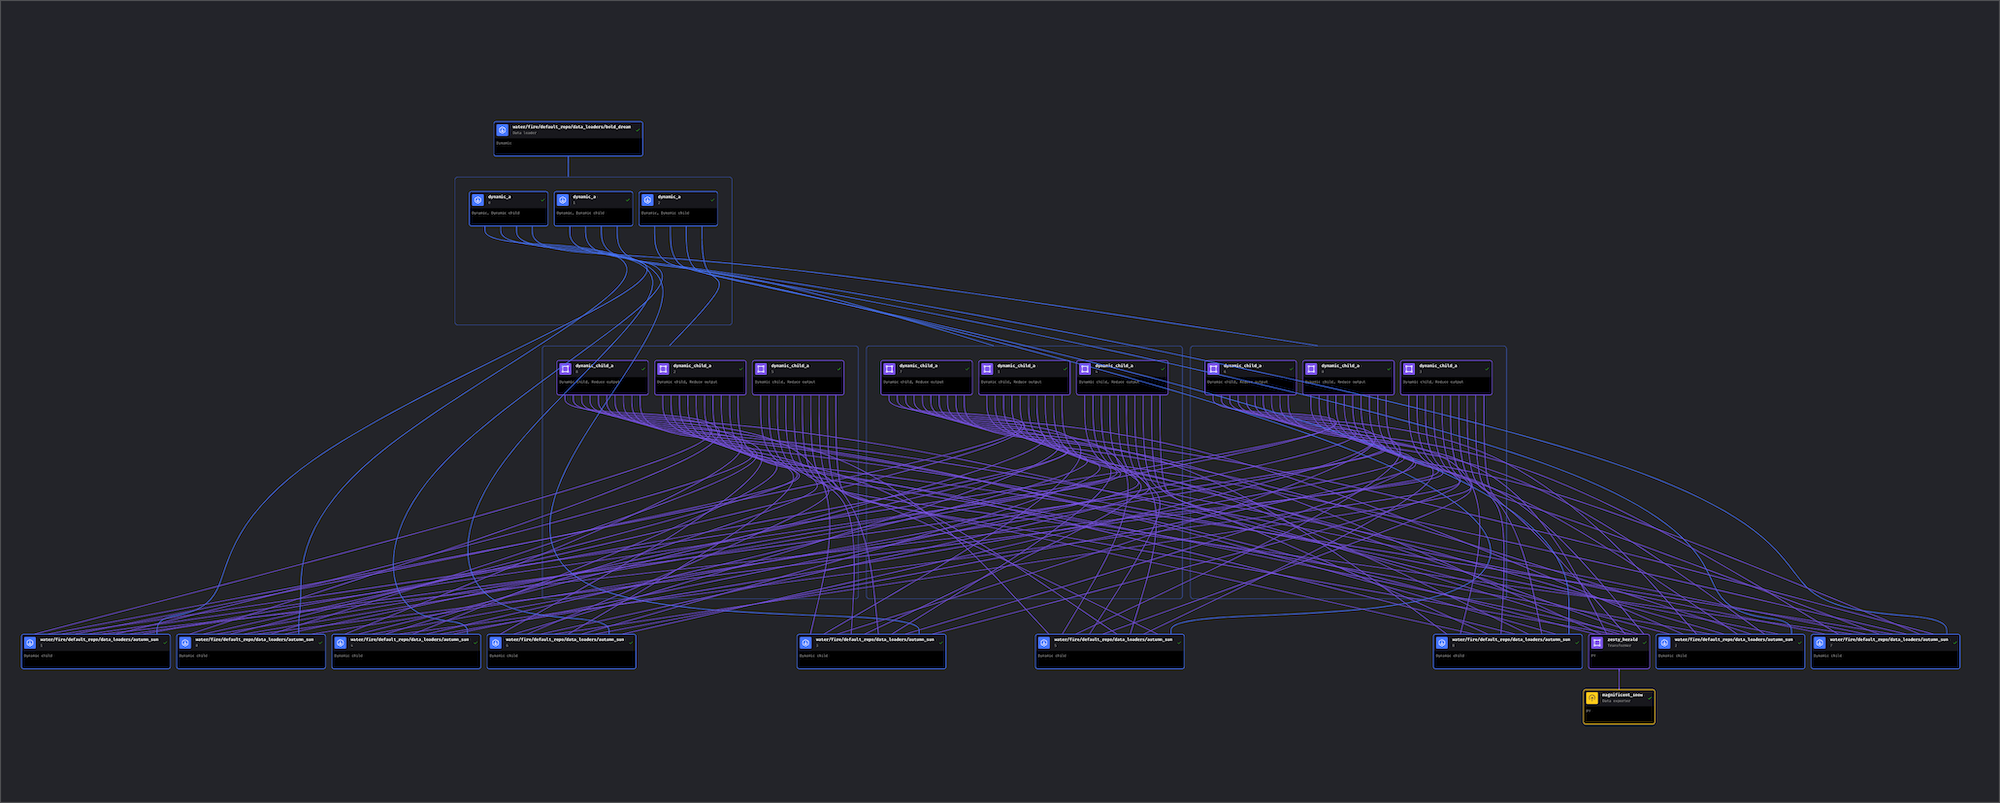 water/fire/default_repo/data_loaders/bold_dream
Data loader
Dynamic
dynamic_a
Dynamic, Dynamic child
dynamic_a
Dynamic, Dynamic child
dynamic_a
Dynamic, Dynamic child
dynamic_child_a
Dynamic child, Reduce output
dynamic_child_a
Dynamic child, Reduce output
dynamic_child_a
Dynamic child, Reduce output
dynamic_child_a
Dynamic child, Reduce output
dynamic_child_a
Dynamic child, Reduce output
dynamic_child_a
Dynamic child, Reduce output
dynamic_child_a
Dynamic child, Reduce output
dynamic_child_a
Dynamic child, Reduce output
dynamic_child_a
Dynamic child, Reduce output
water/fire/default_repo/data_loaders/autumn_sun
Dynamic child
water/fire/default_repo/data_loaders/autumn_sun
Dynamic child
water/fire/default_repo/data_loaders/autumn_sun
Dynamic child
water/fire/default_repo/data_loaders/autumn_sun
Dynamic child
water/fire/default_repo/data_loaders/autumn_sun
Dynamic child
water/fire/default_repo/data_loaders/autumn_sun
Dynamic child
water/fire/default_repo/data_loaders/autumn_sun
Dynamic child
zesty_herald
Transformer
water/fire/default_repo/data_loaders/autumn_sun
Dynamic child
water/fire/default_repo/data_loaders/autumn_sun
Dynamic child
magnificent_snow
Data exporter